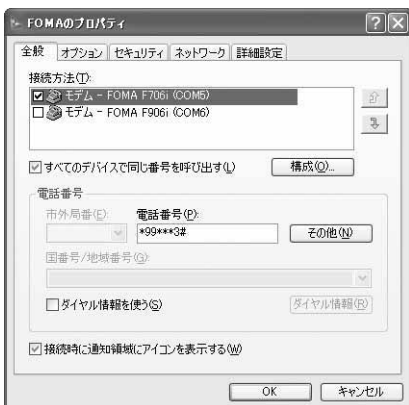 FOMAのプロパティ
全般 オプション セキュリティ ネットワーク 詳細設定
接続方法(T):
モデム - FOMA F706i (COM5)
モデム - FOMA F906i (COM6)
すべてのデバイスで同じ番号を呼び出す(L) 構成(O)...
電話番号
市外局番(E): 電話番号(P):
*99***3# その他(N)
国番号/地域番号(G):
ダイヤル情報を使う(S) ダイヤル情報(R)
接続時に通知領域にアイコンを表示する(W)
OK キャンセル